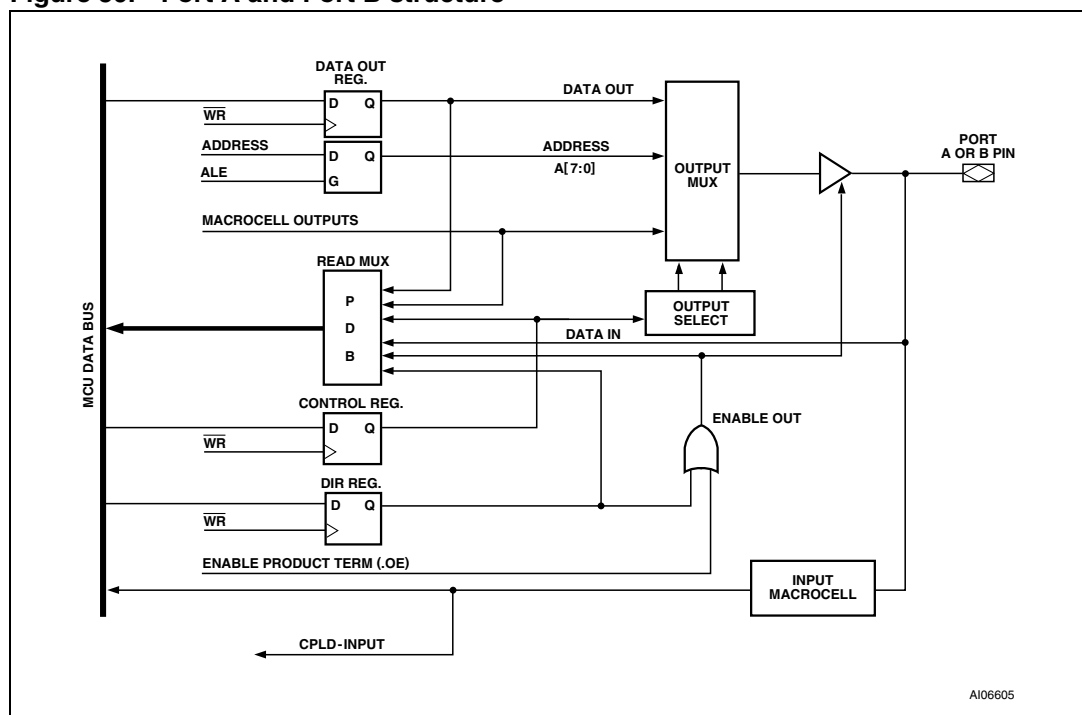 Figure 33. Port A and Port B structure
DATA OUT
REG.
D Q
WR
DATA OUT
ADDRESS
ALE
D Q
G
ADDRESS
A[7:0]
OUTPUT
MUX
PORT
A OR B PIN
MACROCELL OUTPUTS
READ MUX
P
D
B
OUTPUT
SELECT
DATA IN
MCU DATA BUS
CONTROL REG.
D Q
WR
ENABLE OUT
DIR REG.
D Q
WR
ENABLE PRODUCT TERM (.OE)
INPUT
MACROCELL
CPLD-INPUT
AI06605